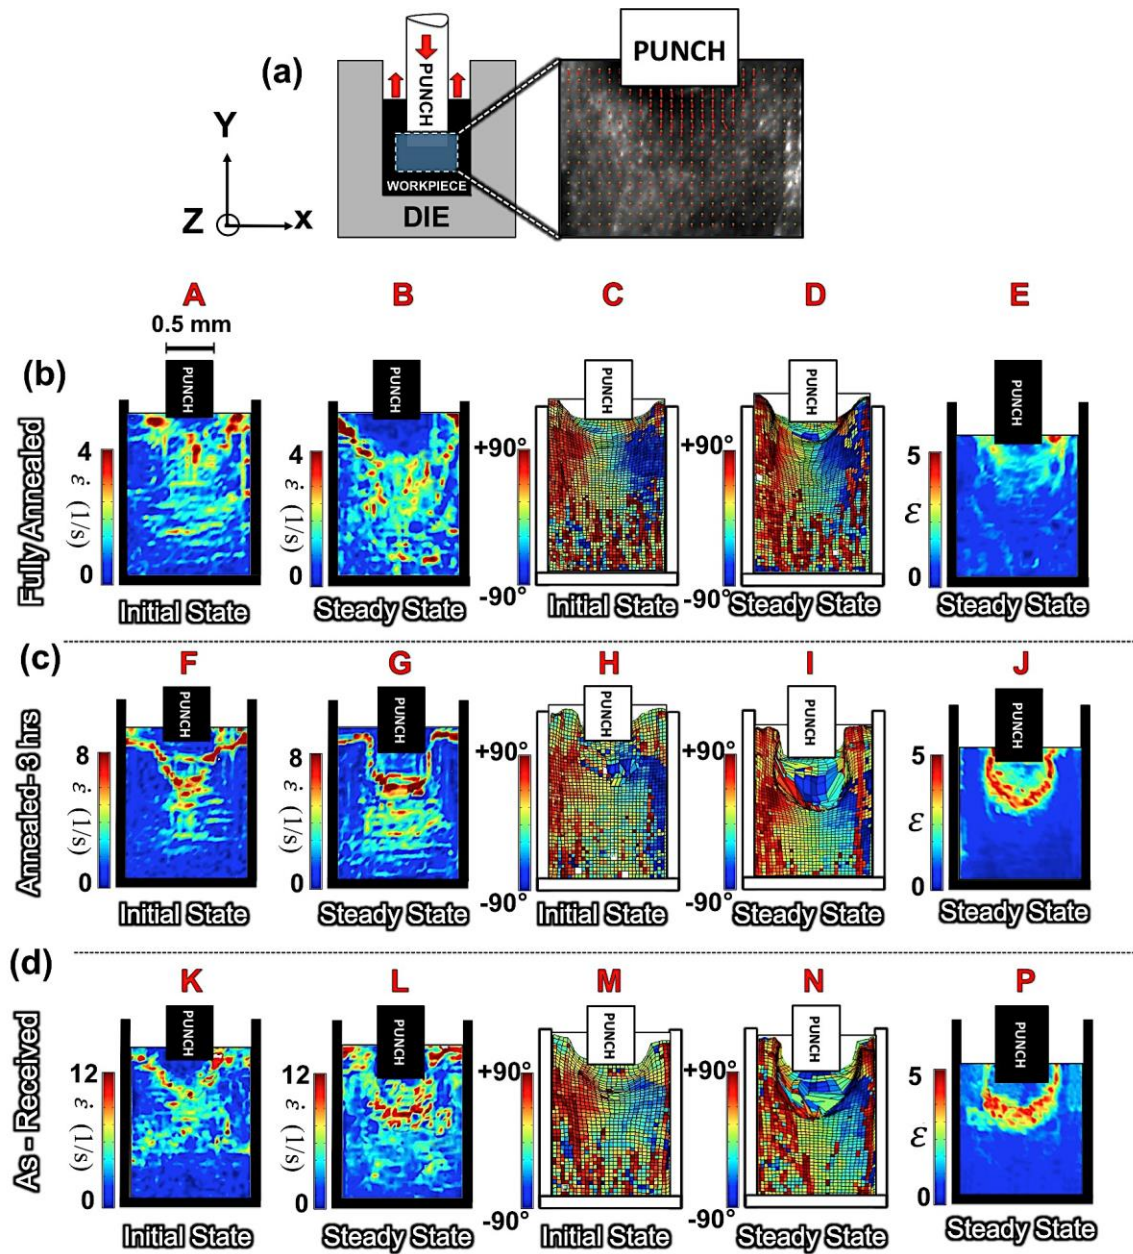 (a)
PUNCH
PUNCH
WORKPIECE
DIE
Y
Z
X
A
B
C
D
E
0.5 mm
(b)
Fully Annealed
PUNCH
PUNCH
PUNCH
PUNCH
PUNCH
4
ε̇ (1/s)
0
4
ε̇ (1/s)
0
+90°
-90°
+90°
-90°
5
ε
0
Initial State
Steady State
Initial State
Steady State
Steady State
(c)
Annealed- 3 hrs
F
G
H
I
J
PUNCH
PUNCH
PUNCH
PUNCH
PUNCH
8
ε̇ (1/s)
0
8
ε̇ (1/s)
0
+90°
-90°
+90°
-90°
5
ε
0
Initial State
Steady State
Initial State
Steady State
Steady State
(d)
As - Received
K
L
M
N
P
PUNCH
PUNCH
PUNCH
PUNCH
PUNCH
12
ε̇ (1/s)
0
12
ε̇ (1/s)
0
+90°
-90°
+90°
-90°
5
ε
0
Initial State
Steady State
Initial State
Steady State
Steady State